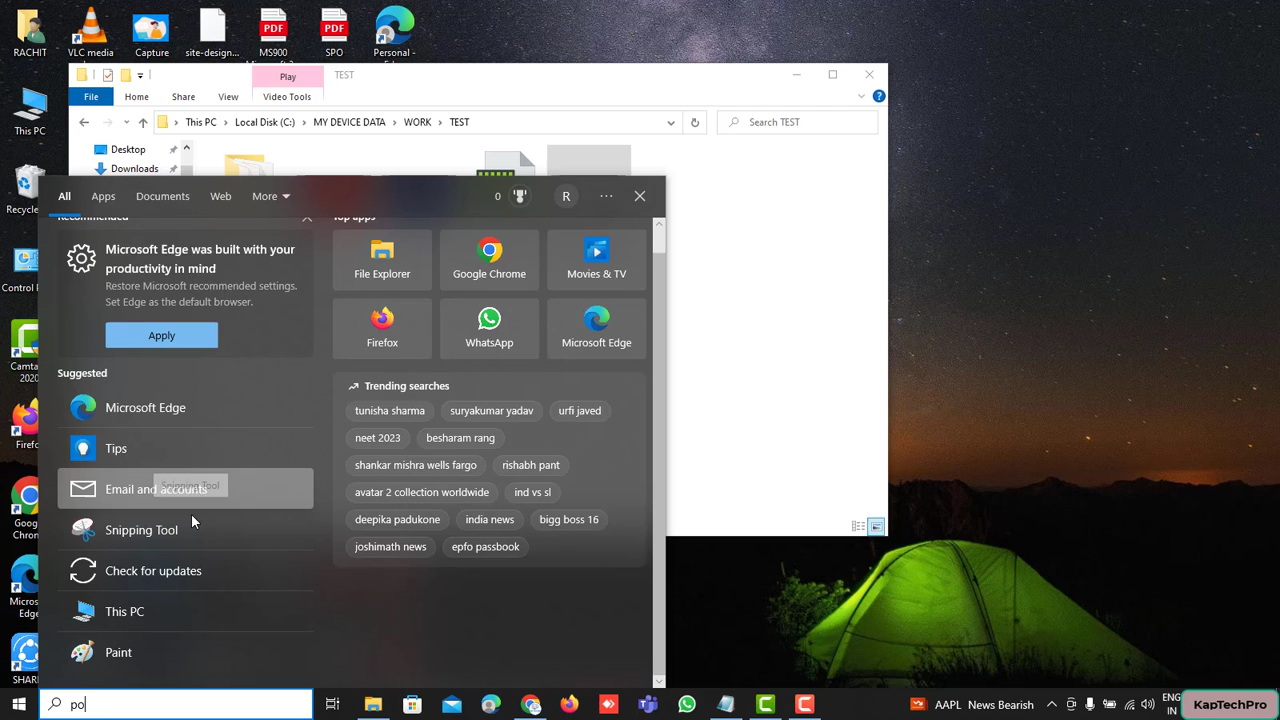 RACHIT
VLC media
Capture
site-design...
PDF
MS900
PDF
SPO
Personal -
Play
TEST
File
Home
Share
View
Video Tools
?
This PC
This PC
Local Disk (C:)
MY DEVICE DATA
WORK
TEST
Search TEST
Desktop
Downloads
All
Apps
Documents
Web
More
0
R
Recommended
Top apps
Microsoft Edge was built with your
productivity in mind
Restore Microsoft recommended settings.
Set Edge as the default browser.
Apply
File Explorer
Google Chrome
Movies & TV
Firefox
WhatsApp
Microsoft Edge
Suggested
Microsoft Edge
Tips
Email and accounts
Snipping Tool
Snipping Tool
Check for updates
This PC
Paint
Trending searches
tunisha sharma
suryakumar yadav
urfi javed
neet 2023
besharam rang
shankar mishra wells fargo
rishabh pant
avatar 2 collection worldwide
ind vs sl
deepika padukone
india news
bigg boss 16
joshimath news
epfo passbook
Recycle
Control
Camta
202
Firef
Goog
Chrom
Micros
Edge
SHAR
po
AAPL News Bearish
ENG
IN
KapTechPro